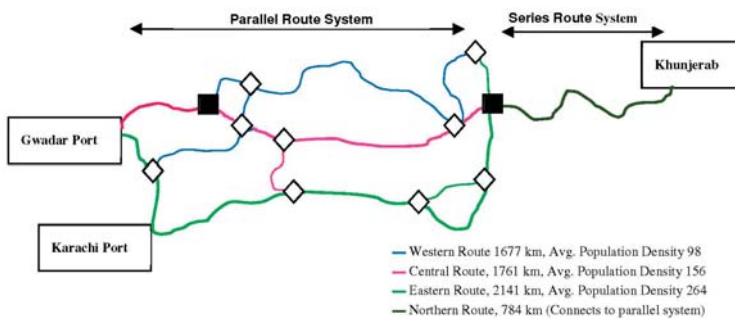 Parallel Route System
Series Route System
Khunjerab
Gwadar Port
Karachi Port
Western Route 1677 km, Avg. Population Density 98
Central Route, 1761 km, Avg. Population Density 156
Eastern Route, 2141 km, Avg. Population Density 264
Northern Route, 784 km (Connects to parallel system)